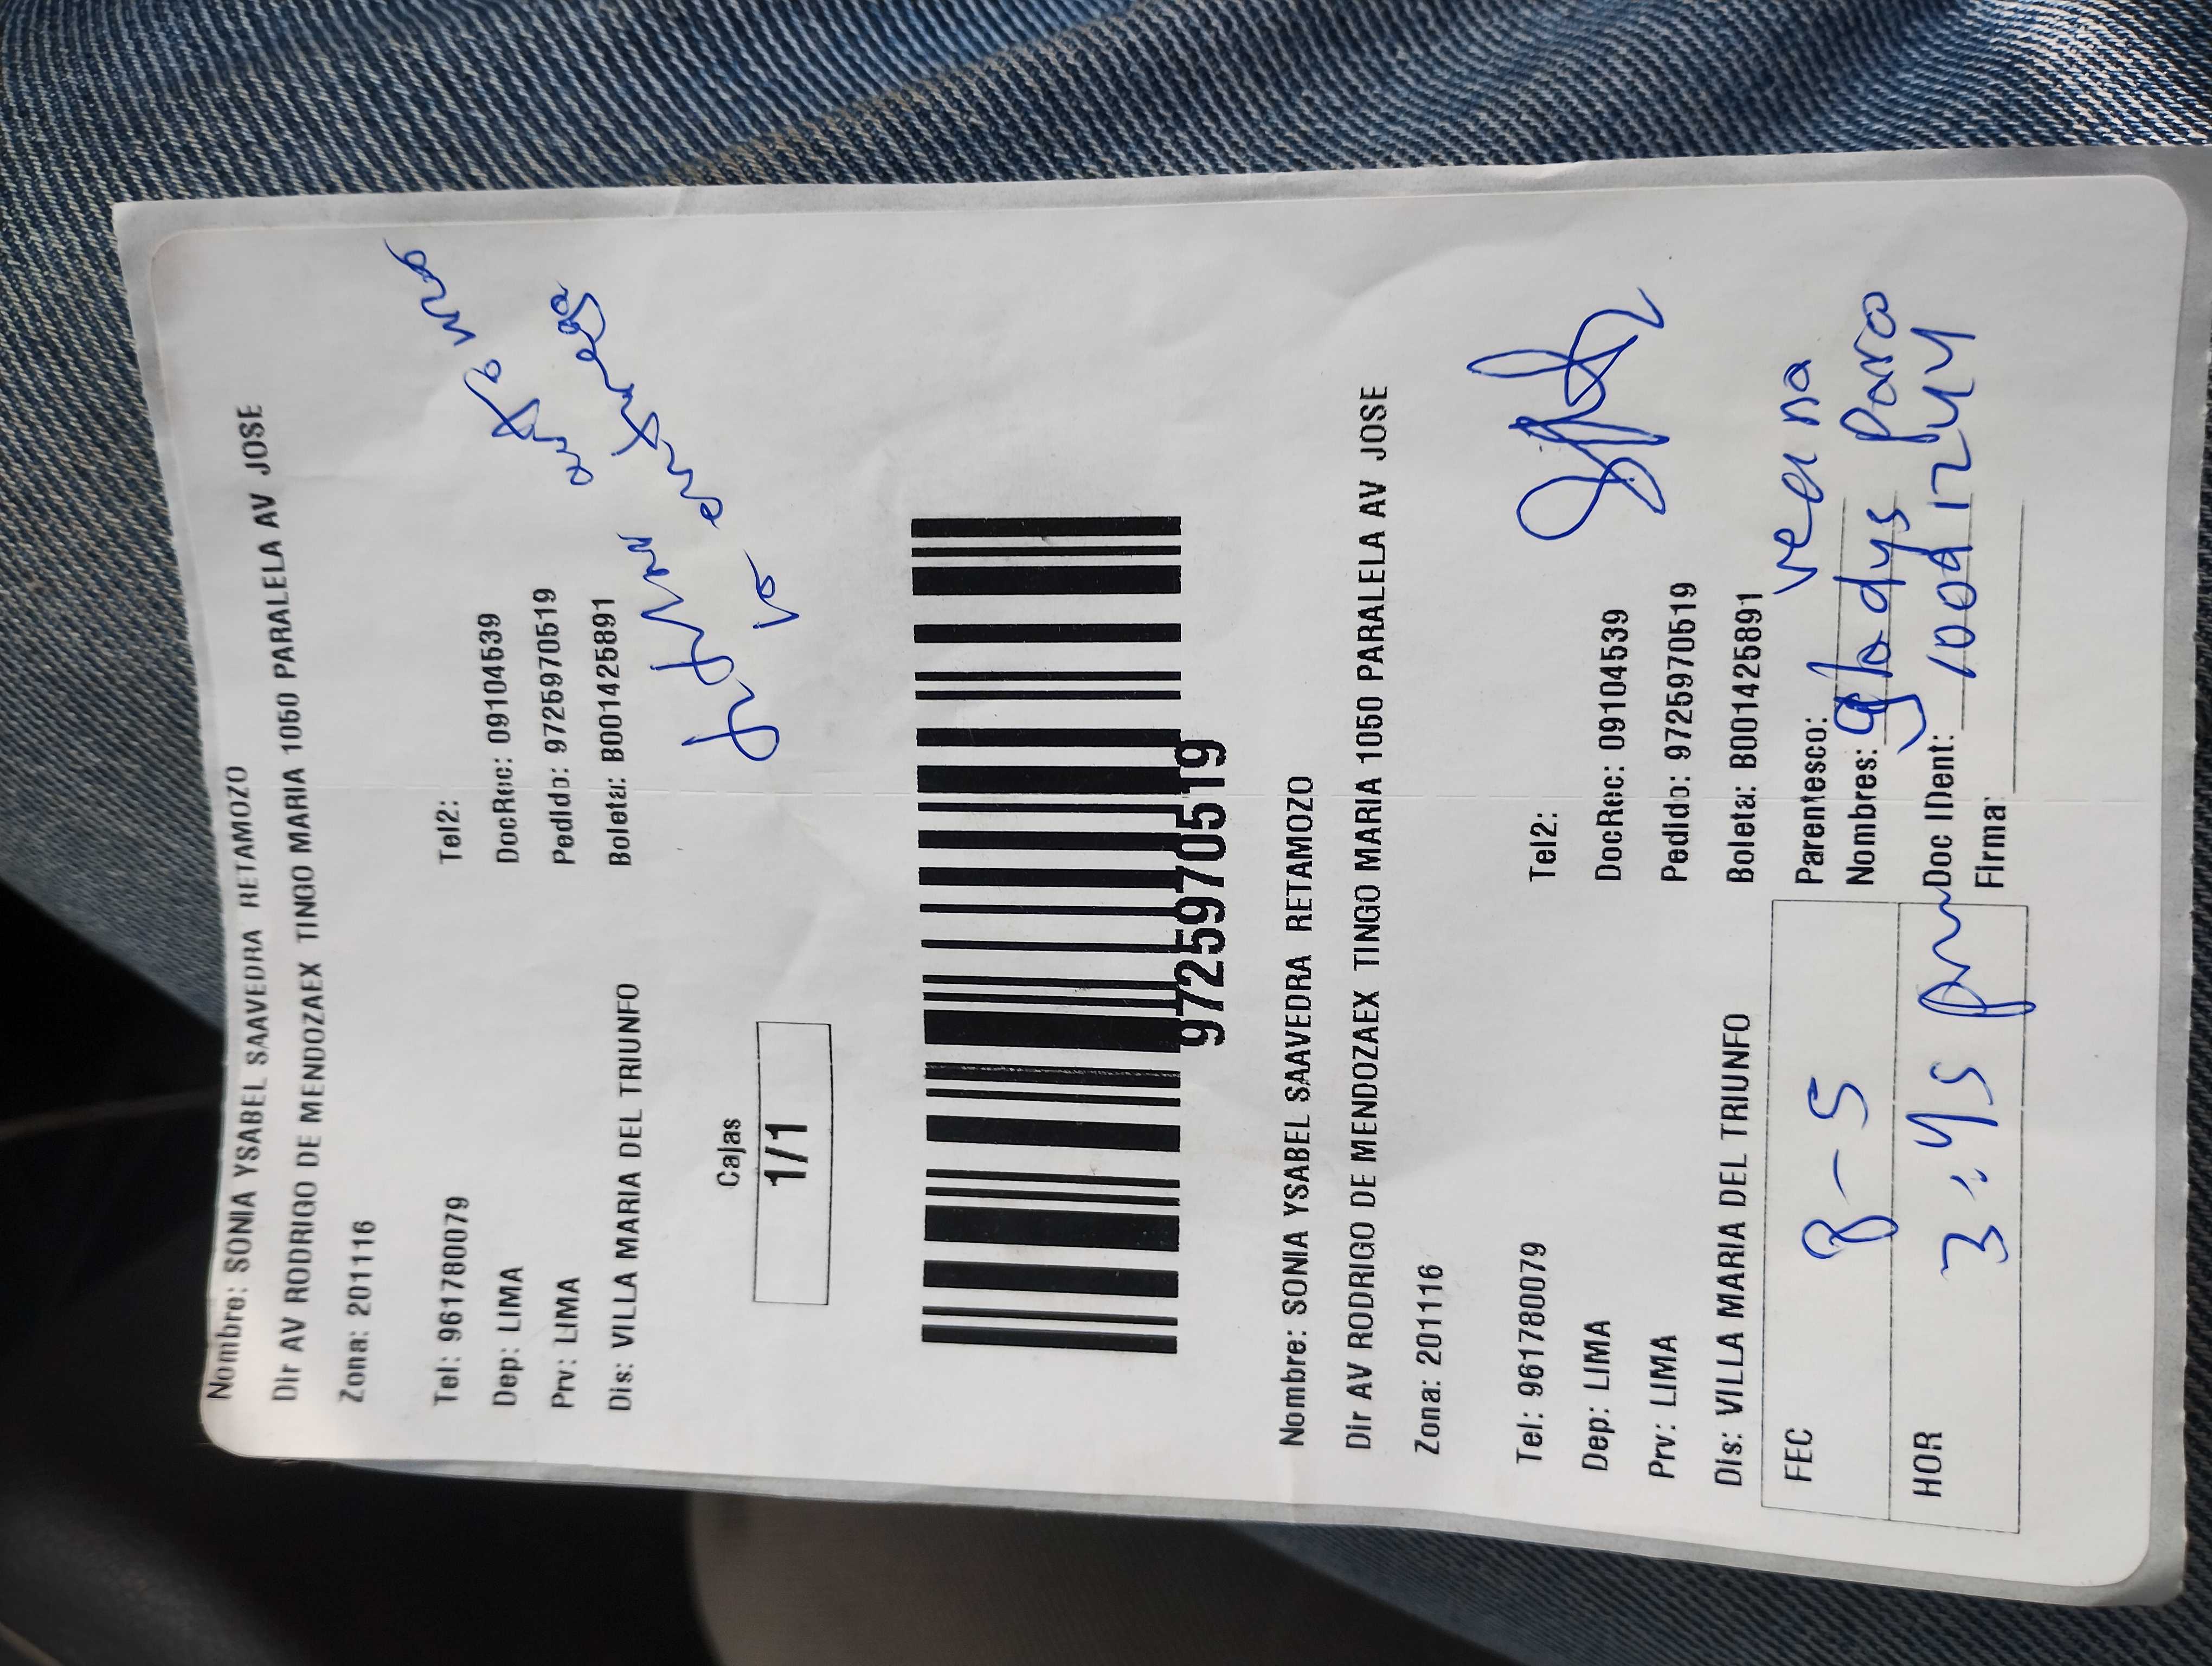 Nombre: SONIA YSABEL SAAVEDRA RETAMOZO
Dir AV RODRIGO DE MENDOZAEX TINGO MARIA 1050 PARALELA AV JOSE
Zona: 201116
Tel: 961780079 Tel2:
Dep: LIMA DocRec: 09104539
Prv: LIMA Pedido: 9725970519
Dis: VILLA MARIA DEL TRIUNFO Boleta: B001425891
Cajas
1/1
la entrega
9725970519
Nombre: SONIA YSABEL SAAVEDRA RETAMOZO
Dir AV RODRIGO DE MENDOZAEX TINGO MARIA 1050 PARALELA AV JOSE
Zona: 201116
Tel: 961780079 Tel2:
Dep: LIMA DocRec: 09104539
Prv: LIMA Pedido: 9725970519
Dis: VILLA MARIA DEL TRIUNFO Boleta: B001425891
FEC 8-5 Parentesco: vecina
Nombres: gladys Paro
HOR 3:45 pm Doc IDent:
Firma: